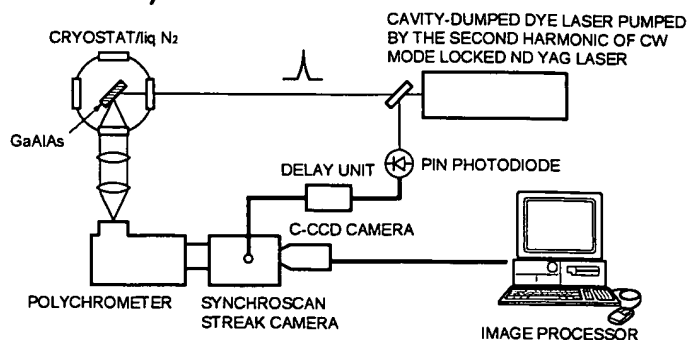 CAVITY-DUMPED DYE LASER PUMPED
BY THE SECOND HARMONIC OF CW
MODE LOCKED ND YAG LASER
CRYOSTAT/liq N₂
GaAlAs
DELAY UNIT
PIN PHOTODIODE
C-CCD CAMERA
POLYCHROMETER
SYNCHROSCAN
STREAK CAMERA
IMAGE PROCESSOR